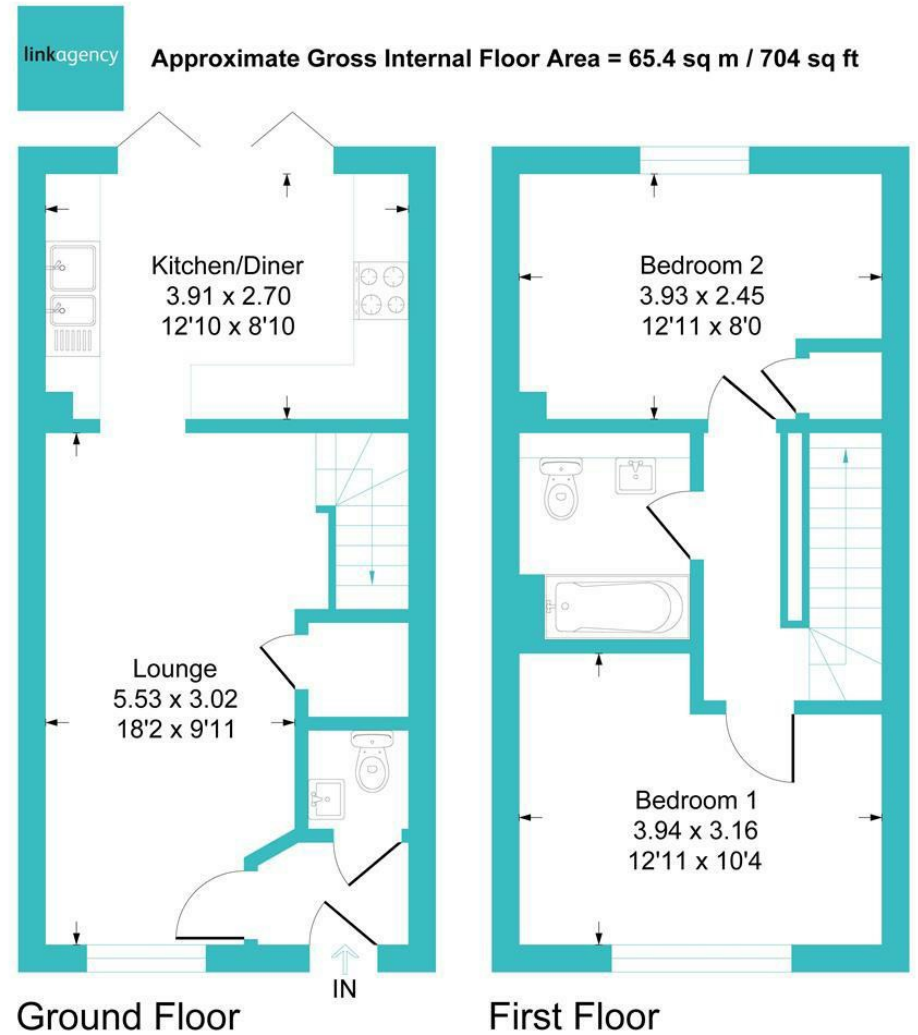 linkagency
Approximate Gross Internal Floor Area = 65.4 sq m / 704 sq ft
Kitchen/Diner
3.91 x 2.70
12'10 x 8'10
Lounge
5.53 x 3.02
18'2 x 9'11
IN
Ground Floor
Bedroom 2
3.93 x 2.45
12'11 x 8'0
Bedroom 1
3.94 x 3.16
12'11 x 10'4
First Floor